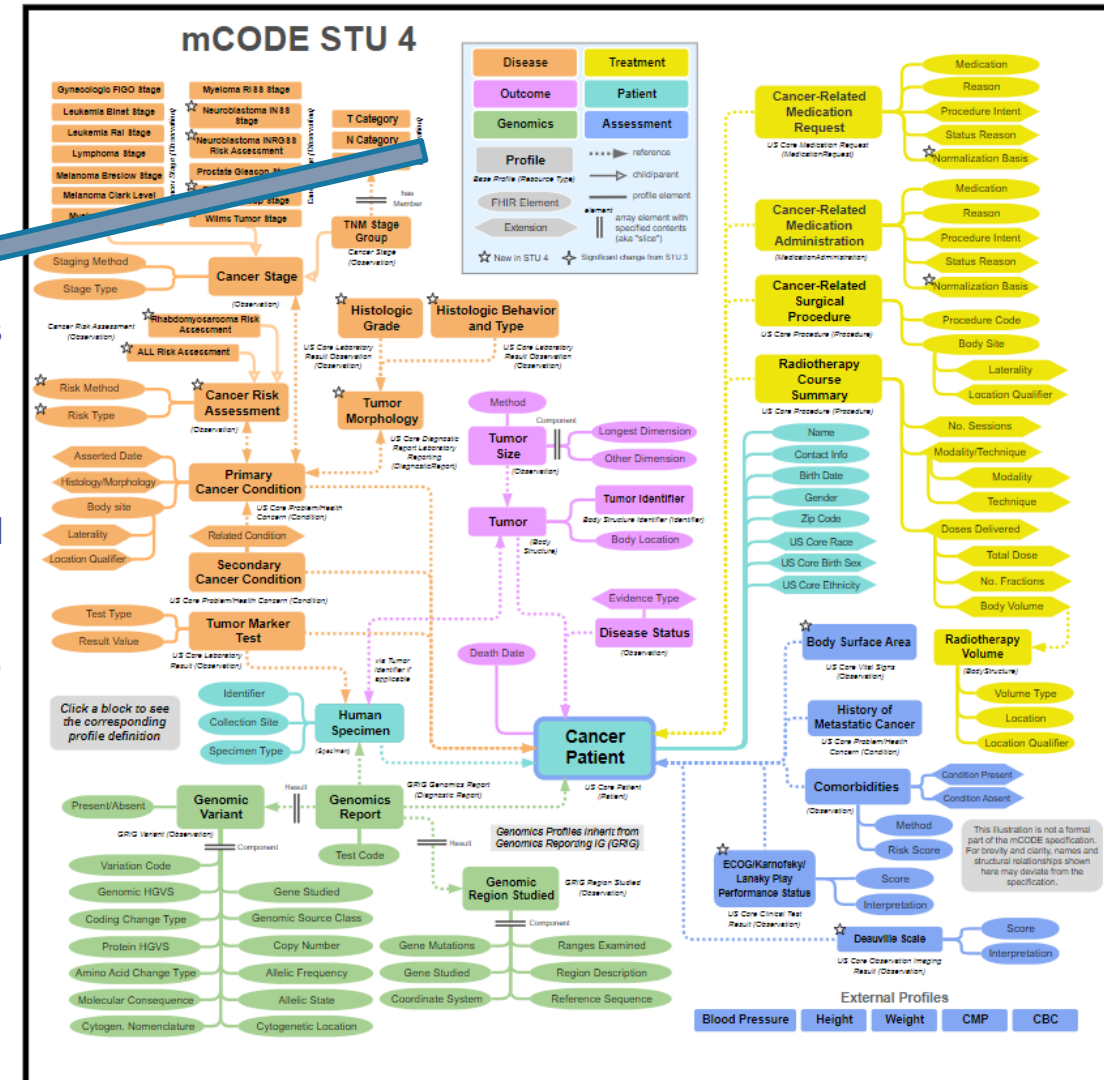 mCODE STU 4
Disease
Treatment
Outcome
Patient
Genomics
Assessment
Profile
Base Profile (Resource Type)
FHIR Element
Extension
reference
child/parent
profile element
element
array element with
specified contents
(aka "slice")
New in STU 4
Significant change from STU 3
Gynecologic FIGO Stage
Leukemia Binet Stage
Leukemia Rai Stage
Lymphoma Stage
Melanoma Breslow Stage
Melanoma Clark Level
Myeloma RISS Stage
Neuroblastoma INSS
Stage
Neuroblastoma INRGSS
Risk Assessment
Prostate Gleason
Stage
Wilms Tumor Stage
T Category
N Category
has
Member
TNM Stage
Group
Cancer Stage
(Observation)
Staging Method
Stage Type
Cancer Stage
(Observation)
Cancer Risk Assessment
(Observation)
Rhabdomyosarcoma Risk
Assessment
ALL Risk Assessment
Risk Method
Risk Type
Cancer Risk
Assessment
(Observation)
Histologic
Grade
US Core Laboratory
Result Observation
(Observation)
Histologic Behavior
and Type
US Core Laboratory
Result Observation
(Observation)
Tumor
Morphology
US Core Diagnostic
Report Laboratory
Reporting
(DiagnosticReport)
Asserted Date
Histology/Morphology
Body site
Laterality
Location Qualifier
Primary
Cancer Condition
US Core Problem/Health
Concern (Condition)
Related Condition
Secondary
Cancer Condition
US Core Problem/Health Concern (Condition)
Test Type
Result Value
Tumor Marker
Test
US Core Laboratory
Result (Observation)
Method
Tumor
Size
(Observation)
Component
Longest Dimension
Other Dimension
Tumor
(Body
Structure)
Tumor Identifier
Body Structure Identifier (Identifier)
Body Location
Evidence Type
Disease Status
(Observation)
Death Date
via Tumor
Identifier if
applicable
Click a block to see
the corresponding
profile definition
Identifier
Collection Site
Specimen Type
Human
Specimen
(Specimen)
Cancer
Patient
US Core Patient
(Patient)
Name
Contact Info
Birth Date
Gender
Zip Code
US Core Race
US Core Birth Sex
US Core Ethnicity
Cancer-Related
Medication
Request
US Core Medication Request
(MedicationRequest)
Medication
Reason
Procedure Intent
Status Reason
Normalization Basis
Cancer-Related
Medication
Administration
(MedicationAdministration)
Medication
Reason
Procedure Intent
Status Reason
Normalization Basis
Cancer-Related
Surgical
Procedure
US Core Procedure (Procedure)
Procedure Code
Body Site
Laterality
Location Qualifier
Radiotherapy
Course
Summary
US Core Procedure (Procedure)
No. Sessions
Modality/Technique
Modality
Technique
Doses Delivered
Total Dose
No. Fractions
Body Volume
Radiotherapy
Volume
(BodyStructure)
Volume Type
Location
Location Qualifier
Body Surface Area
US Core Vital Signs
(Observation)
History of
Metastatic Cancer
US Core Problem/Health
Concern (Condition)
Comorbidities
(Observation)
Condition Present
Condition Absent
Method
Risk Score
ECOG/Karnofsky/
Lansky Play
Performance Status
US Core Clinical Test
Result (Observation)
Score
Interpretation
Deauville Scale
US Core Observation Imaging
Result (Observation)
Score
Interpretation
This illustration is not a formal
part of the mCODE specification.
For brevity and clarity, names and
structural relationships shown
here may deviate from the
specification.
Present/Absent
Genomic
Variant
GRIG Variant (Observation)
Result
Genomics
Report
GRIG Genomics Report
(Diagnostic Report)
Test Code
Result
Genomics Profiles inherit from
Genomics Reporting IG (GRIG)
Component
Variation Code
Genomic HGVS
Coding Change Type
Protein HGVS
Amino Acid Change Type
Molecular Consequence
Cytogen. Nomenclature
Gene Studied
Genomic Source Class
Copy Number
Allelic Frequency
Allelic State
Cytogenetic Location
Genomic
Region Studied
GRIG Region Studied
(Observation)
Component
Gene Mutations
Gene Studied
Coordinate System
Ranges Examined
Region Description
Reference Sequence
External Profiles
Blood Pressure
Height
Weight
CMP
CBC